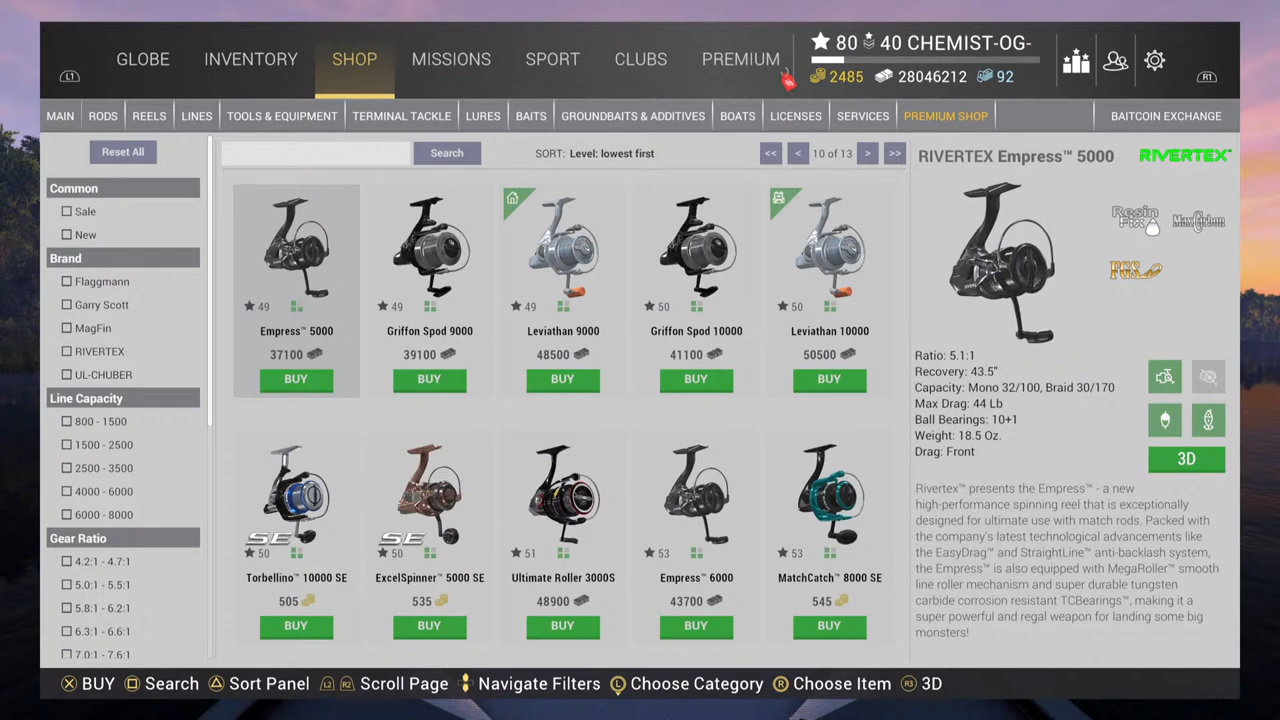 GLOBE INVENTORY SHOP MISSIONS SPORT CLUBS PREMIUM
80 40 CHEMIST-OG-
2485 28046212 92
L1
R1
MAIN RODS REELS LINES TOOLS & EQUIPMENT TERMINAL TACKLE LURES BAITS GROUNDBAITS & ADDITIVES BOATS LICENSES SERVICES PREMIUM SHOP BAITCOIN EXCHANGE
Reset All
Common
Sale
New
Brand
Flaggmann
Garry Scott
MagFin
RIVERTEX
UL-CHUBER
Line Capacity
800 - 1500
1500 - 2500
2500 - 3500
4000 - 6000
6000 - 8000
Gear Ratio
4.2:1 - 4.7:1
5.0:1 - 5.5:1
5.8:1 - 6.2:1
6.3:1 - 6.6:1
7.0:1 - 7.6:1
Search SORT: Level: lowest first << < 10 of 13 > >>
49 49 49 50 50
Empress™ 5000 Griffon Spod 9000 Leviathan 9000 Griffon Spod 10000 Leviathan 10000
37100 39100 48500 41100 50500
BUY BUY BUY BUY BUY
SE SE
50 50 51 53 53
Torbellino™ 10000 SE ExcelSpinner™ 5000 SE Ultimate Roller 3000S Empress™ 6000 MatchCatch™ 8000 SE
505 535 48900 43700 545
BUY BUY BUY BUY BUY
RIVERTEX Empress™ 5000 RIVERTEX™
Resin Fix MaxCarbon
FGS
Ratio: 5.1:1
Recovery: 43.5"
Capacity: Mono 32/100, Braid 30/170
Max Drag: 44 Lb
Ball Bearings: 10+1
Weight: 18.5 Oz.
Drag: Front
3D
Rivertex™ presents the Empress™ - a new
high-performance spinning reel that is exceptionally
designed for ultimate use with match rods. Packed with
the company's latest technological advancements like
the EasyDrag™ and StraightLine™ anti-backlash system,
the Empress™ is also equipped with MegaRoller™ smooth
line roller mechanism and super durable tungsten
carbide corrosion resistant TCBearings™, making it a
super powerful and regal weapon for landing some big
monsters!
BUY Search Sort Panel L2 R2 Scroll Page Navigate Filters L Choose Category R Choose Item R3 3D